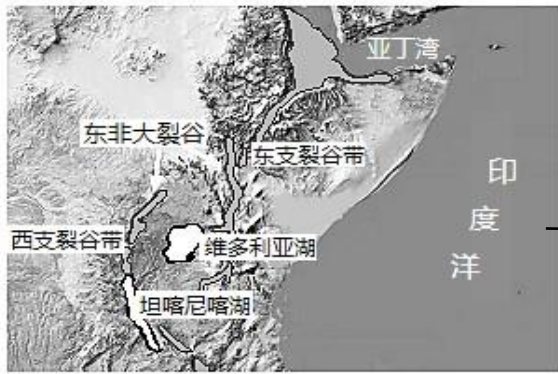 亚丁湾
东非大裂谷
东支裂谷带
印
度
洋
西支裂谷带
维多利亚湖
坦喀尼喀湖